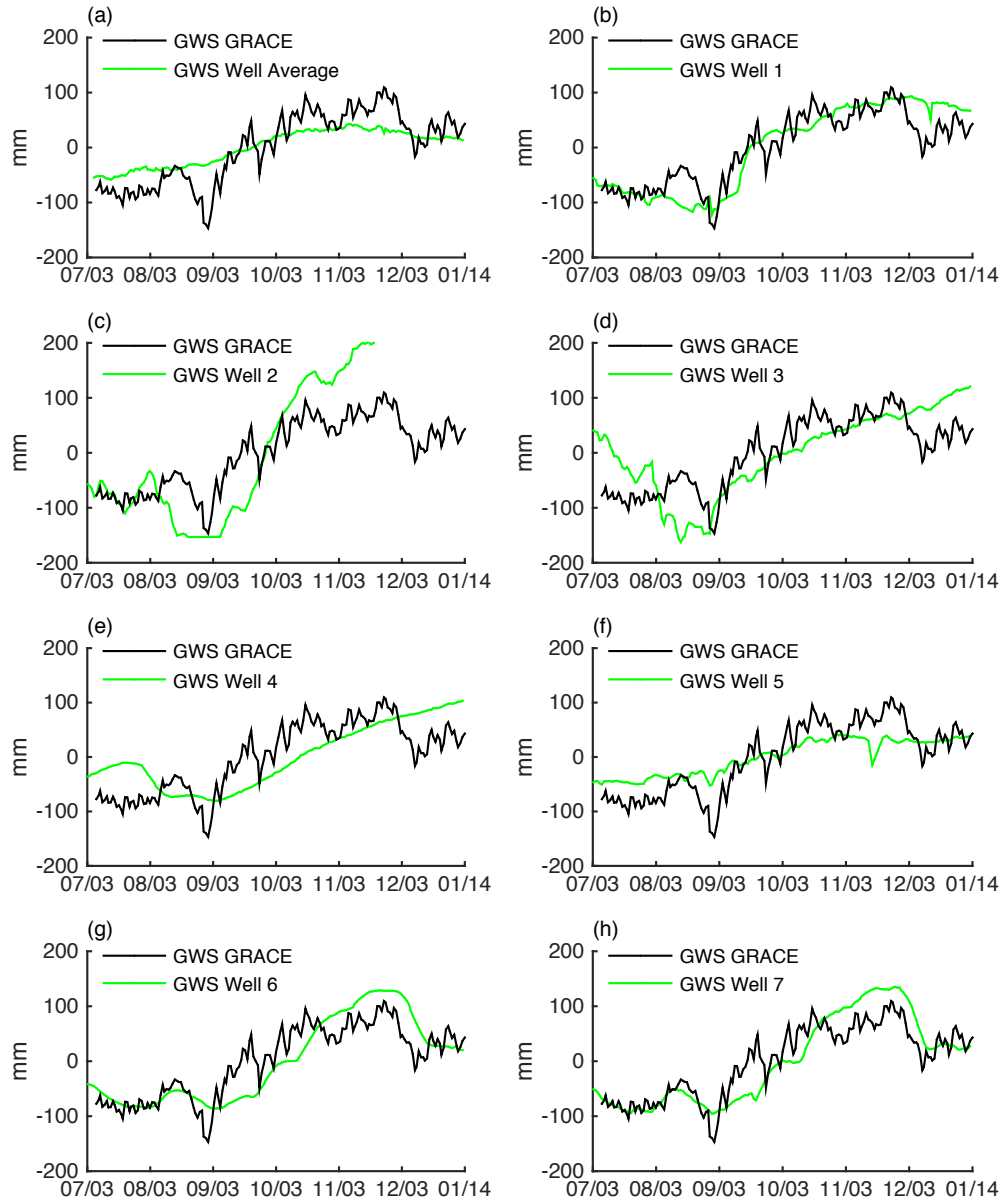 (a)
200
GWS GRACE
GWS Well Average
100
mm
0
-100
-200
07/03 08/03 09/03 10/03 11/03 12/03 01/14
(b)
200
GWS GRACE
GWS Well 1
100
mm
0
-100
-200
07/03 08/03 09/03 10/03 11/03 12/03 01/14
(c)
200
GWS GRACE
GWS Well 2
100
mm
0
-100
-200
07/03 08/03 09/03 10/03 11/03 12/03 01/14
(d)
200
GWS GRACE
GWS Well 3
100
mm
0
-100
-200
07/03 08/03 09/03 10/03 11/03 12/03 01/14
(e)
200
GWS GRACE
GWS Well 4
100
mm
0
-100
-200
07/03 08/03 09/03 10/03 11/03 12/03 01/14
(f)
200
GWS GRACE
GWS Well 5
100
mm
0
-100
-200
07/03 08/03 09/03 10/03 11/03 12/03 01/14
(g)
200
GWS GRACE
GWS Well 6
100
mm
0
-100
-200
07/03 08/03 09/03 10/03 11/03 12/03 01/14
(h)
200
GWS GRACE
GWS Well 7
100
mm
0
-100
-200
07/03 08/03 09/03 10/03 11/03 12/03 01/14